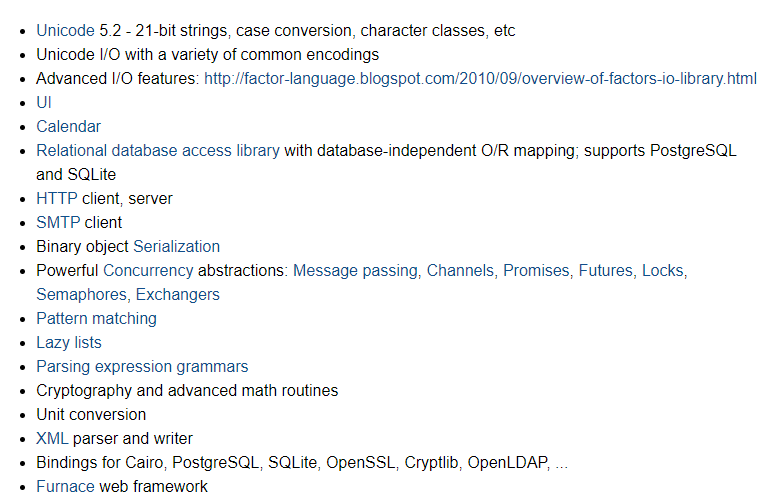 Unicode 5.2 - 21-bit strings, case conversion, character classes, etc
Unicode I/O with a variety of common encodings
Advanced I/O features: http://factor-language.blogspot.com/2010/09/overview-of-factors-io-library.html
UI
Calendar
Relational database access library with database-independent O/R mapping; supports PostgreSQL
and SQLite
HTTP client, server
SMTP client
Binary object Serialization
Powerful Concurrency abstractions: Message passing, Channels, Promises, Futures, Locks,
Semaphores, Exchangers
Pattern matching
Lazy lists
Parsing expression grammars
Cryptography and advanced math routines
Unit conversion
XML parser and writer
Bindings for Cairo, PostgreSQL, SQLite, OpenSSL, Cryptlib, OpenLDAP, ...
Furnace web framework